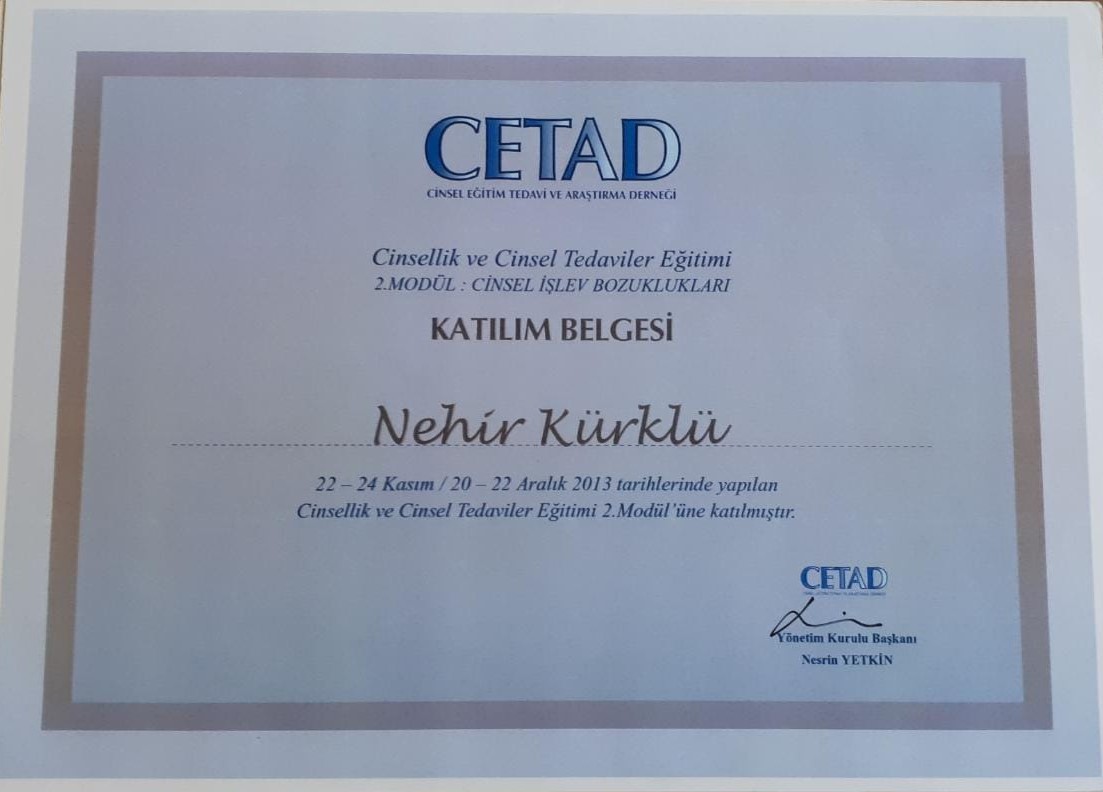 CETAD
CİNSEL EĞİTİM TEDAVİ VE ARAŞTIRMA DERNEĞİ
Cinsellik ve Cinsel Tedaviler Eğitimi
2.MODÜL : CİNSEL İŞLEV BOZUKLUKLARI
KATILIM BELGESİ
Nehir Kürklü
22 – 24 Kasım / 20 – 22 Aralık 2013 tarihlerinde yapılan
Cinsellik ve Cinsel Tedaviler Eğitimi 2.Modül'üne katılmıştır.
CETAD
Yönetim Kurulu Başkanı
Nesrin YETKİN